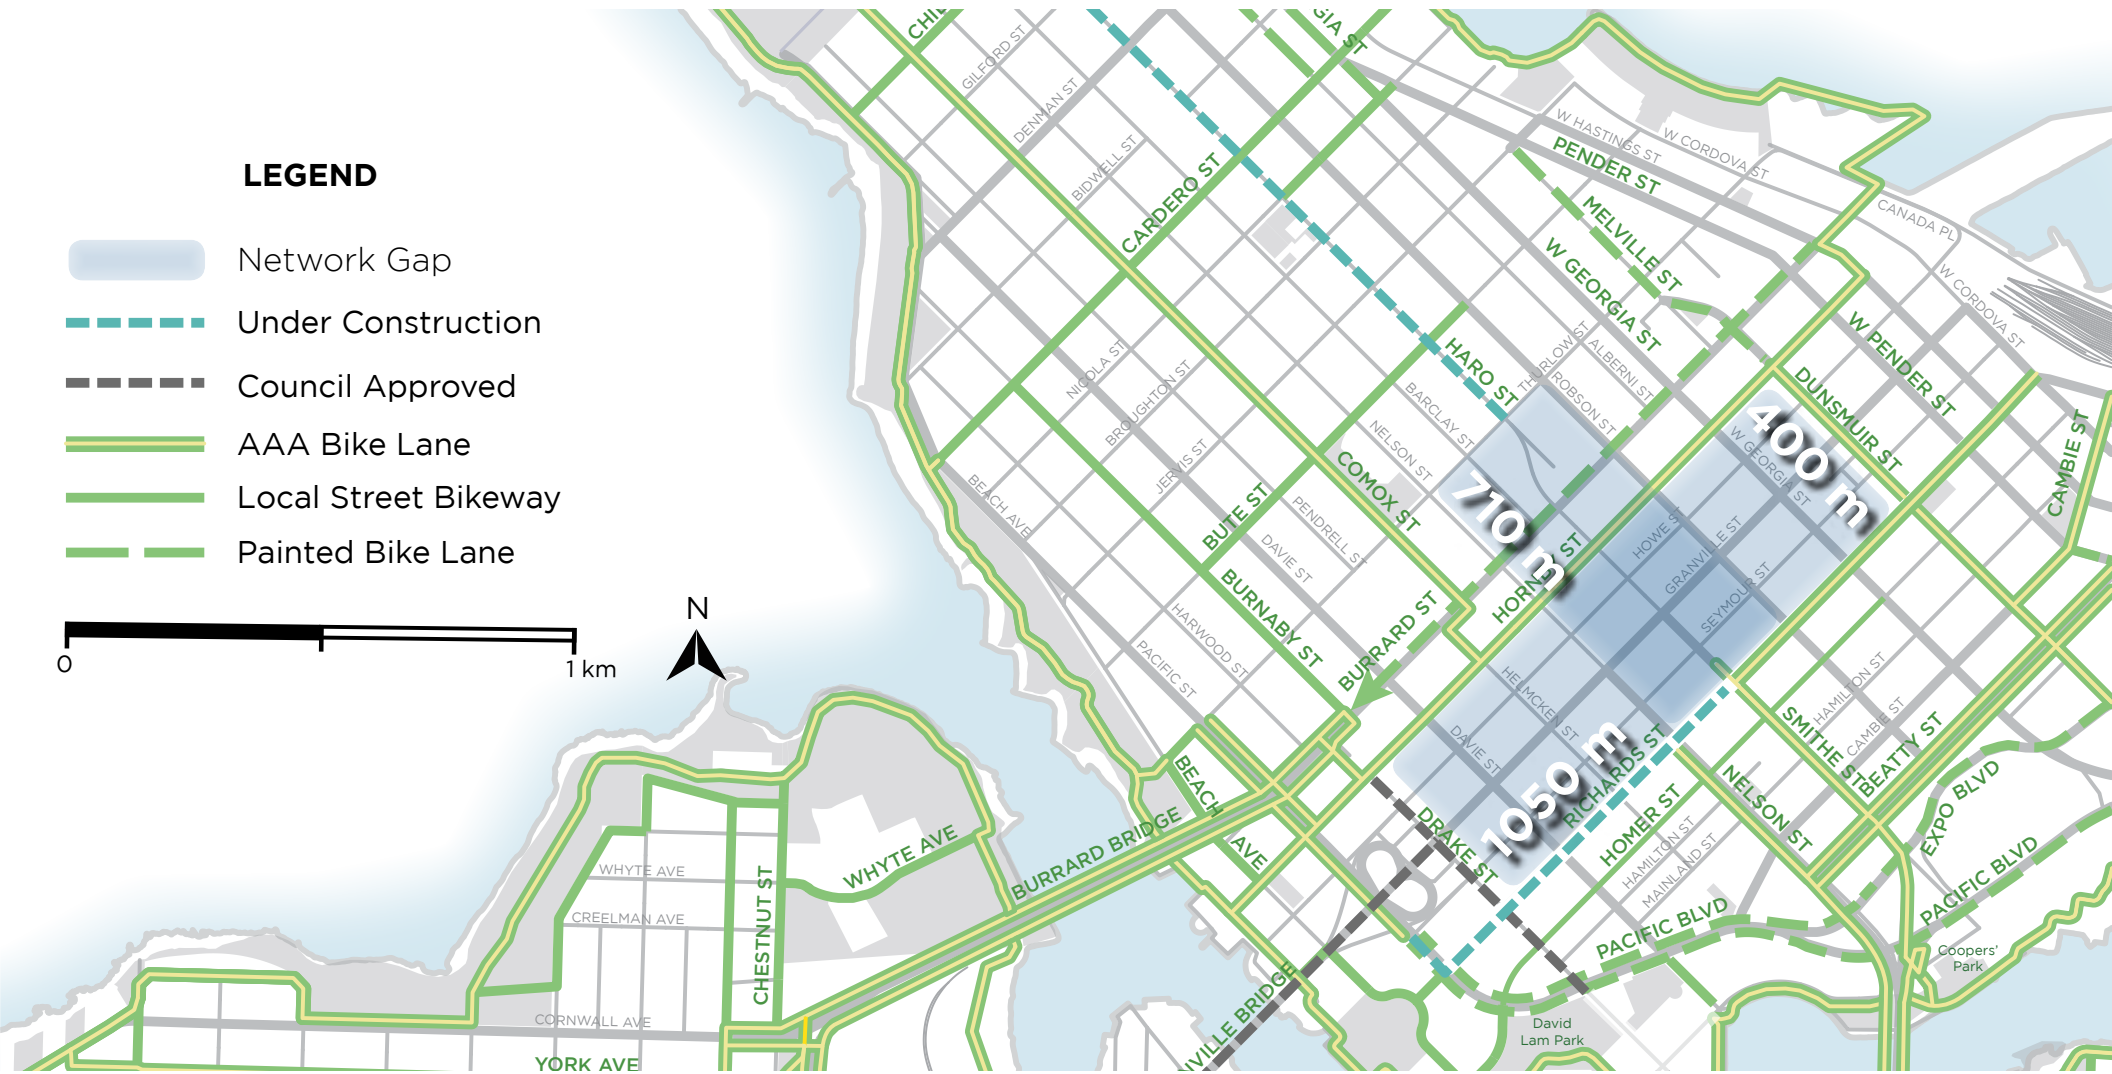 LEGEND
Network Gap
Under Construction
Council Approved
AAA Bike Lane
Local Street Bikeway
Painted Bike Lane
0
1 km
N
GILFORD ST
DENMAN ST
BIDWELL ST
CARDERO ST
NICOLA ST
BROUGHTON ST
JERVIS ST
BUTE ST
BEACH AVE
PENDRELL ST
DAVIE ST
BURNABY ST
HARWOOD ST
PACIFIC ST
COMOX ST
NELSON ST
BARCLAY ST
HARO ST
THURLOW ST
ROBSON ST
ALBERNI ST
W GEORGIA ST
MELVILLE ST
PENDER ST
W HASTINGS ST
W CORDOVA ST
CANADA PL
W CORDOVA ST
W PENDER ST
DUNSMUIR ST
W GEORGIA ST
CAMBIE ST
400 m
710 m
1050 m
HOWE ST
GRANVILLE ST
SEYMOUR ST
BURRARD ST
HELMCKEN ST
DAVIE ST
RICHARDS ST
DRAKE ST
HOMER ST
HAMILTON ST
MAINLAND ST
HAMILTON ST
CAMBIE ST
SMITHE ST
BEATTY ST
NELSON ST
EXPO BLVD
PACIFIC BLVD
PACIFIC BLVD
Coopers'
Park
David
Lam Park
BEACH
AVE
BURRARD BRIDGE
WHYTE AVE
WHYTE AVE
CREELMAN AVE
CHESTNUT ST
CORNWALL AVE
YORK AVE